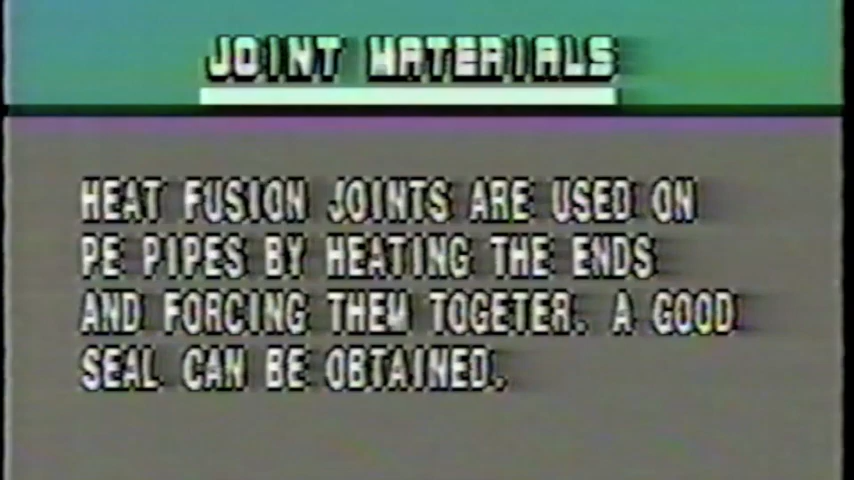 JOINT MATERIALS
HEAT FUSION JOINTS ARE USED ON
PE PIPES BY HEATING THE ENDS
AND FORCING THEM TOGETER. A GOOD
SEAL CAN BE OBTAINED.